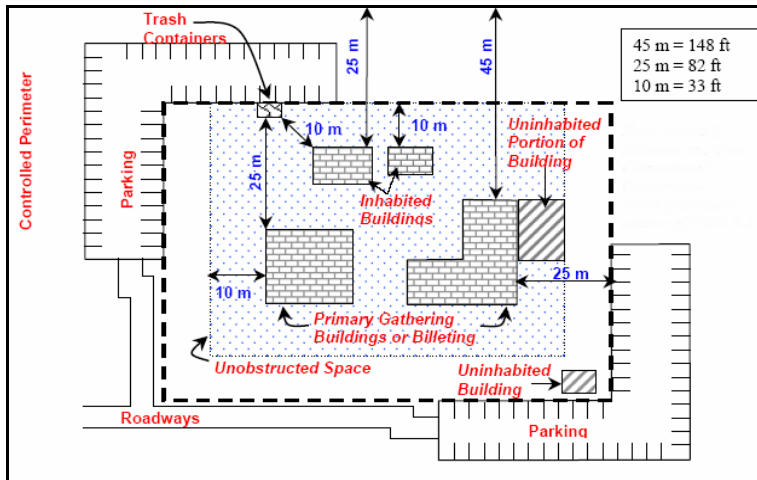 Trash
Containers
25 m
45 m
45 m = 148 ft
25 m = 82 ft
10 m = 33 ft
Controlled Perimeter
Parking
10 m
10 m
Uninhabited
Portion of
Building
25 m
Inhabited
Buildings
10 m
25 m
Primary Gathering
Buildings or Billeting
Unobstructed Space
Uninhabited
Building
Roadways
Parking